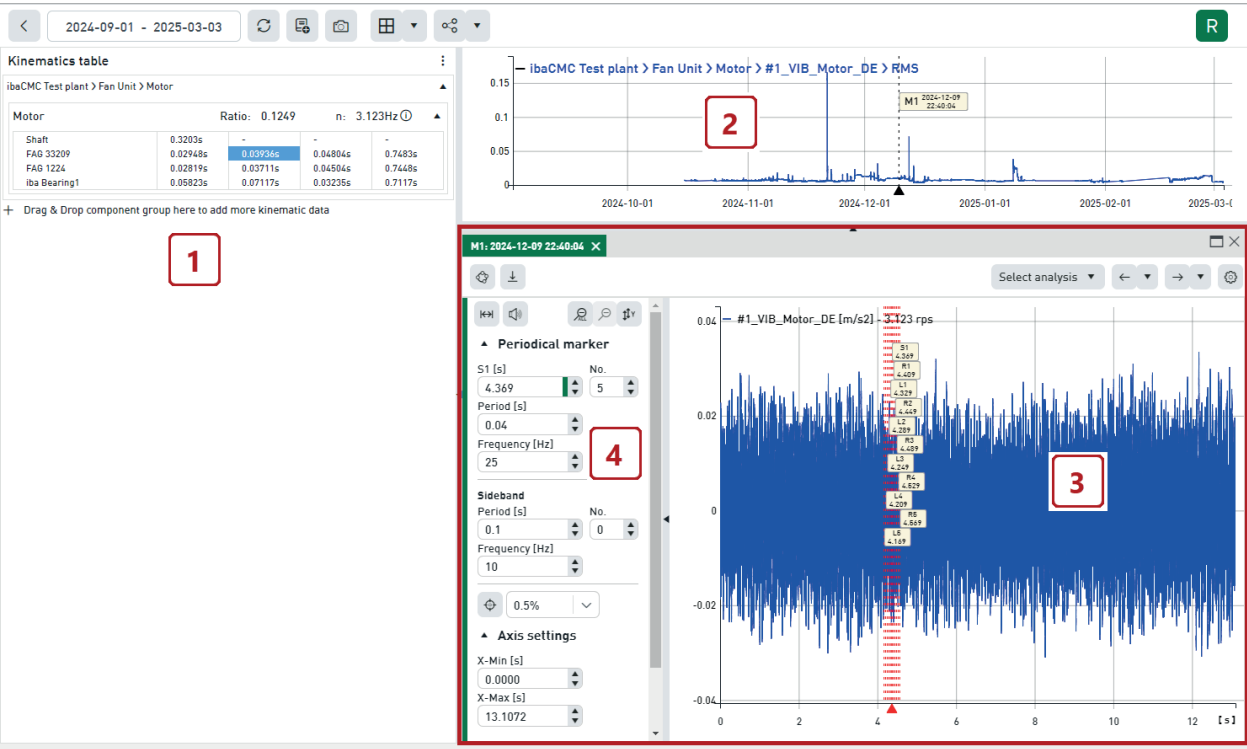 2024-09-01 - 2025-03-03
R
Kinematics table
ibaCMC Test plant > Fan Unit > Motor
Motor Ratio: 0.1249 n: 3.123Hz
Shaft 0.3203s - - -
FAG 33209 0.02948s 0.03936s 0.04804s 0.7483s
FAG 1224 0.02819s 0.03711s 0.04504s 0.7448s
iba Bearing1 0.05823s 0.07117s 0.03235s 0.7117s
+ Drag & Drop component group here to add more kinematic data
1
ibaCMC Test plant > Fan Unit > Motor > #1_VIB_Motor_DE > RMS
0.15
0.1
0.05
0
M1 2024-12-09
22:40:04
2
2024-10-01 2024-11-01 2024-12-01 2025-01-01 2025-02-01 2025-03-(
M1: 2024-12-09 22:40:04 X
Select analysis
ALL
Y
Periodical marker
S1 [s] No.
4.369 5
Period [s]
0.04
Frequency [Hz]
25
4
Sideband
Period [s] No.
0.1 0
Frequency [Hz]
10
0.5%
Axis settings
X-Min [s]
0.0000
X-Max [s]
13.1072
#1_VIB_Motor_DE [m/s2] - 3.123 rps
0.04
0.02
0
-0.02
-0.04
S1
4.369
R1
4.409
L1
4.329
R2
4.449
L2
4.289
R3
4.489
L3
4.249
R4
4.529
L4
4.209
R5
4.569
L5
4.169
3
0 2 4 6 8 10 12 [s]